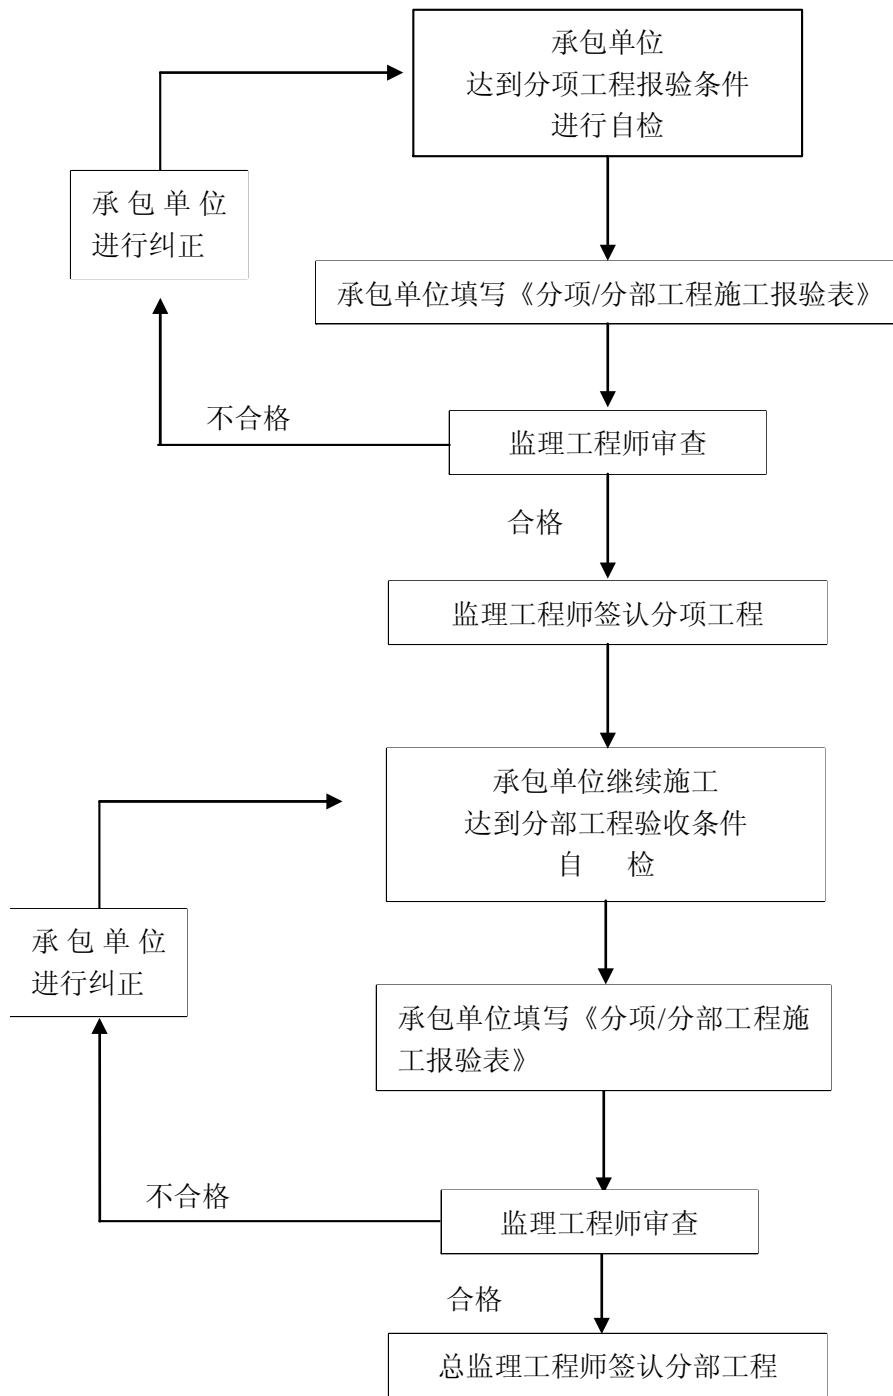 承包单位
达到分项工程报验条件
进行自检
承包单位
进行纠正
承包单位填写《分项/分部工程施工报验表》
不合格
监理工程师审查
合格
监理工程师签认分项工程
承包单位继续施工
达到分部工程验收条件
自 检
承包单位
进行纠正
承包单位填写《分项/分部工程施
工报验表》
不合格
监理工程师审查
合格
总监理工程师签认分部工程